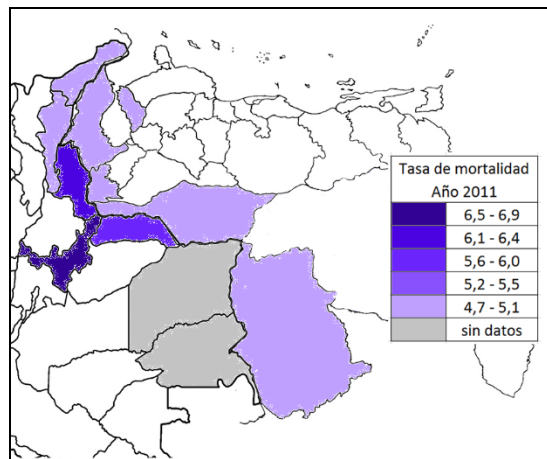 Tasa de mortalidad
Año 2011
6,5 - 6,9
6,1 - 6,4
5,6 - 6,0
5,2 - 5,5
4,7 - 5,1
sin datos